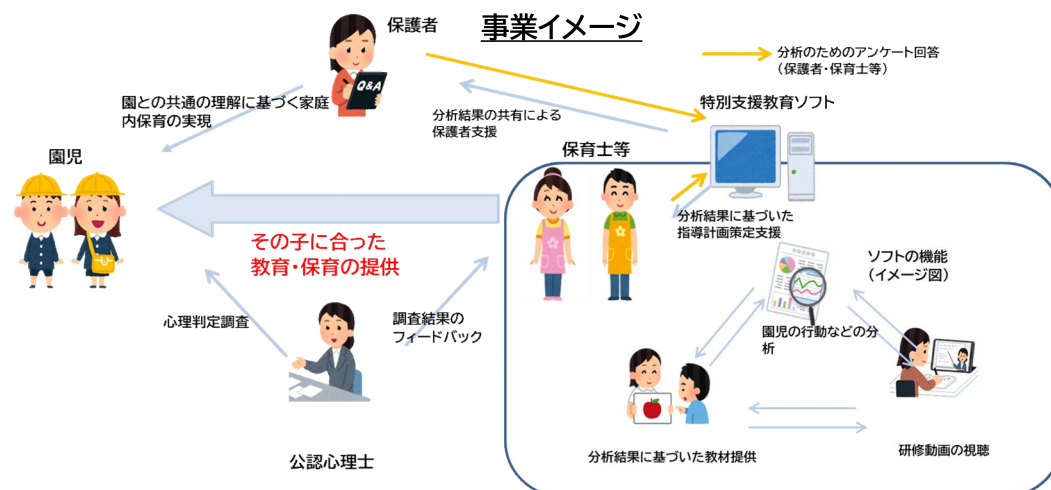 事業イメージ
保護者
分析のためのアンケート回答
（保護者・保育士等）
Q&A
園との共通の理解に基づく家庭
内保育の実現
分析結果の共有による
保護者支援
特別支援教育ソフト
園児
保育士等
その子に合った
教育・保育の提供
分析結果に基づいた
指導計画策定支援
ソフトの機能
（イメージ図）
心理判定調査
調査結果の
フィードバック
園児の行動などの分
析
公認心理士
分析結果に基づいた教材提供
研修動画の視聴